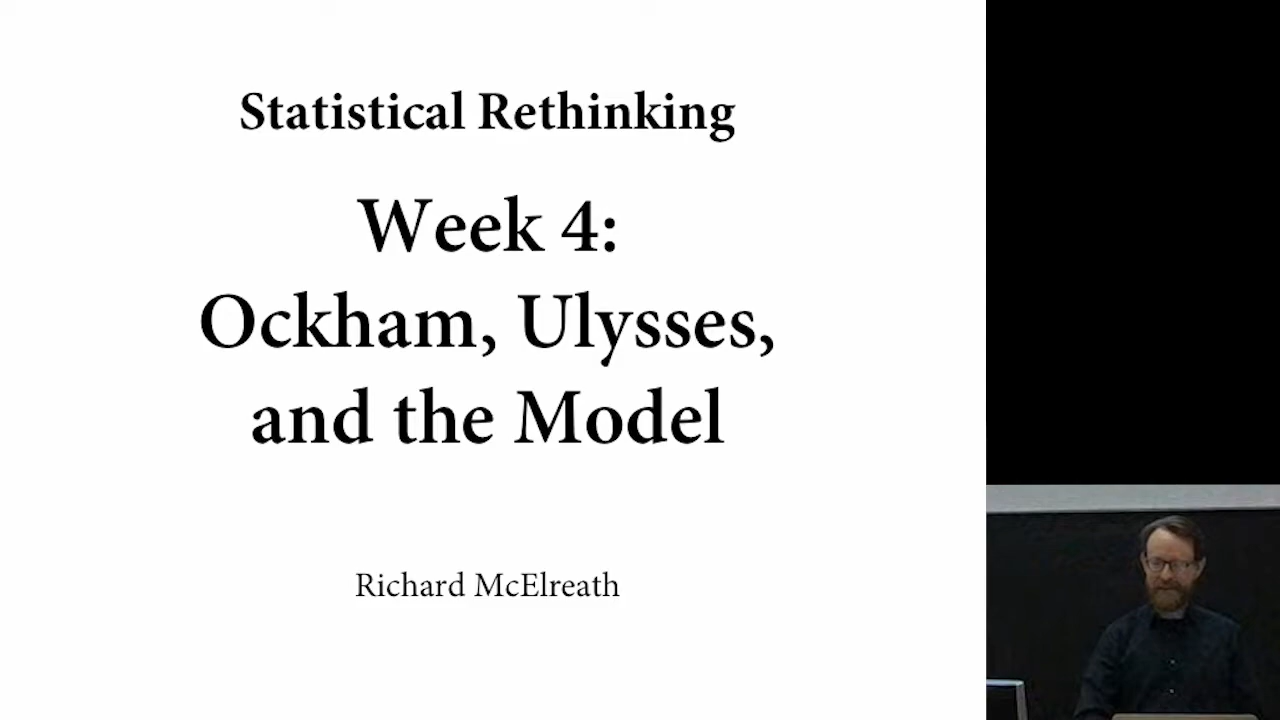 Statistical Rethinking
Week 4:
Ockham, Ulysses,
and the Model
Richard McElreath